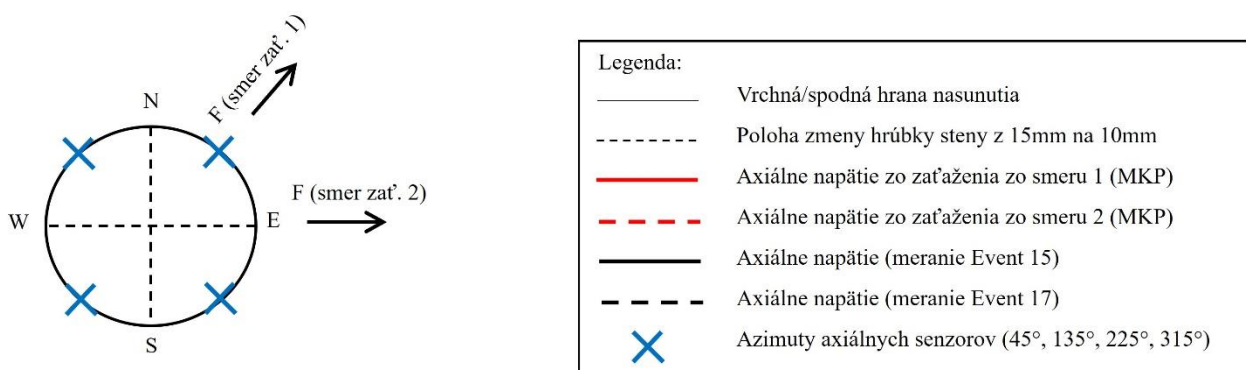 F (smer zať. 1)
N
F (smer zať. 2)
W
E
S
Legenda:
Vrchná/spodná hrana nasunutia
Poloha zmeny hrúbky steny z 15mm na 10mm
Axiálne napätie zo zaťaženia zo smeru 1 (MKP)
Axiálne napätie zo zaťaženia zo smeru 2 (MKP)
Axiálne napätie (meranie Event 15)
Axiálne napätie (meranie Event 17)
Azimuty axiálnych senzorov (45°, 135°, 225°, 315°)